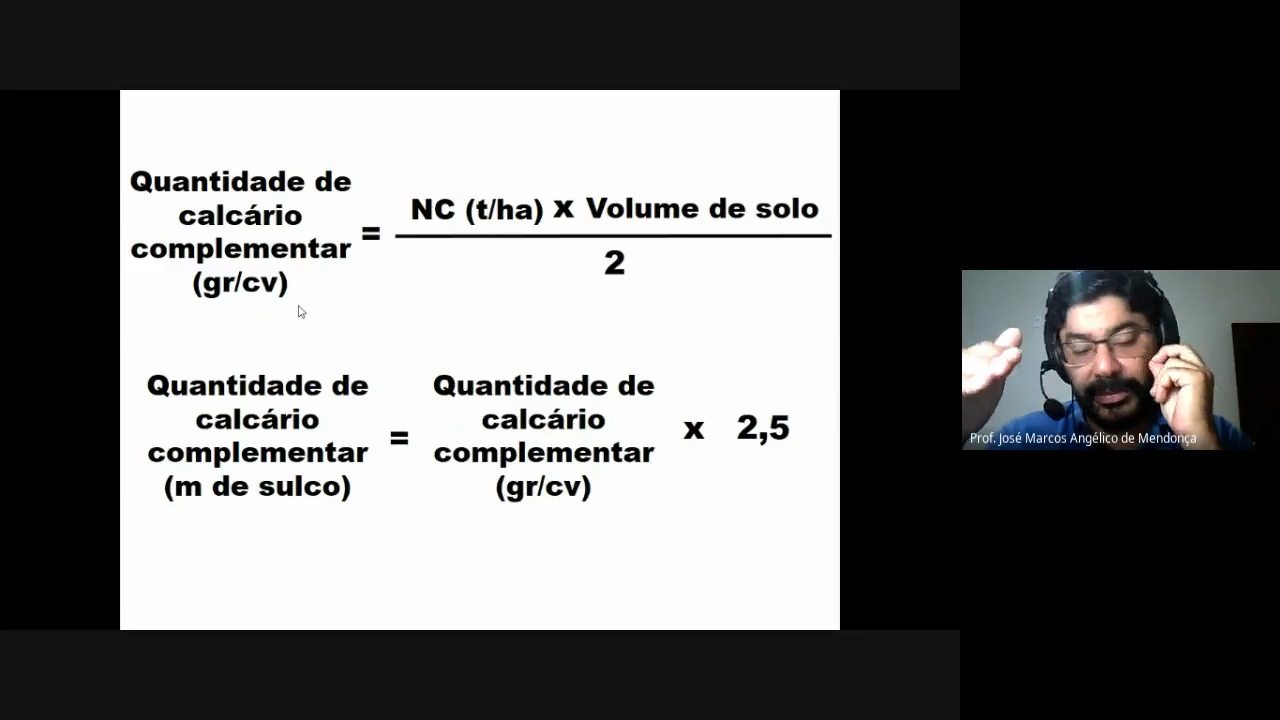 Quantidade de
calcário
complementar
(gr/cv)
=
NC (t/ha) x Volume de solo
2
Quantidade de
calcário
complementar
(m de sulco)
=
Quantidade de
calcário
complementar
(gr/cv)
x 2,5
Prof. José Marcos Angélico de Mendonça